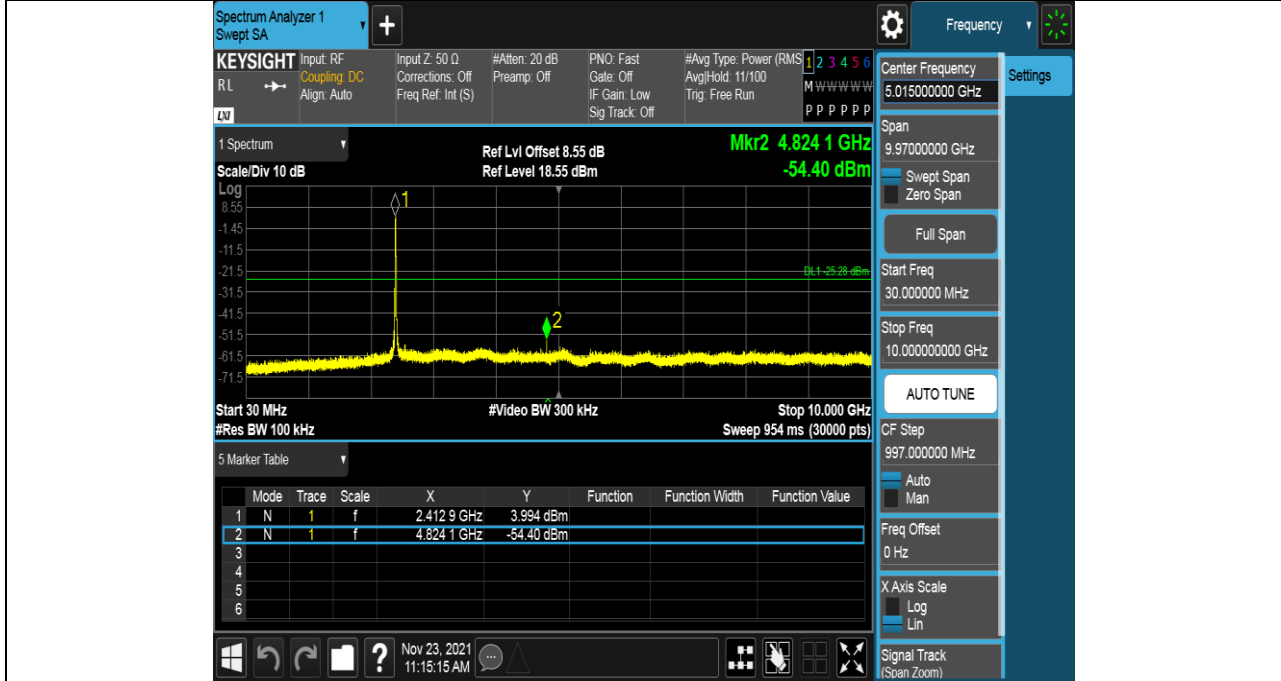 Spectrum Analyzer 1
Swept SA
+
Frequency
KEYSIGHT
RL
LXI
Input: RF
Coupling: DC
Align: Auto
Input Z: 50 Ω
Corrections: Off
Freq Ref: Int (S)
#Atten: 20 dB
Preamp: Off
PNO: Fast
Gate: Off
IF Gain: Low
Sig Track: Off
#Avg Type: Power (RMS
Avg|Hold: 11/100
Trig: Free Run
1 2 3 4 5 6
M W W W W W
P P P P P P
1 Spectrum
Scale/Div 10 dB
Ref Lvl Offset 8.55 dB
Ref Level 18.55 dBm
Mkr2 4.824 1 GHz
-54.40 dBm
Log
8.55
-1.45
-11.5
-21.5
-31.5
-41.5
-51.5
-61.5
-71.5
1
2
DL1 -25.28 dBm
Start 30 MHz
#Video BW 300 kHz
Stop 10.000 GHz
#Res BW 100 kHz
Sweep 954 ms (30000 pts)
5 Marker Table
Mode Trace Scale X Y Function Function Width Function Value
1 N 1 f 2.412 9 GHz 3.994 dBm
2 N 1 f 4.824 1 GHz -54.40 dBm
3
4
5
6
?
Nov 23, 2021
11:15:15 AM
Center Frequency
5.015000000 GHz
Settings
Span
9.97000000 GHz
Swept Span
Zero Span
Full Span
Start Freq
30.000000 MHz
Stop Freq
10.000000000 GHz
AUTO TUNE
CF Step
997.000000 MHz
Auto
Man
Freq Offset
0 Hz
X Axis Scale
Log
Lin
Signal Track
(Span Zoom)